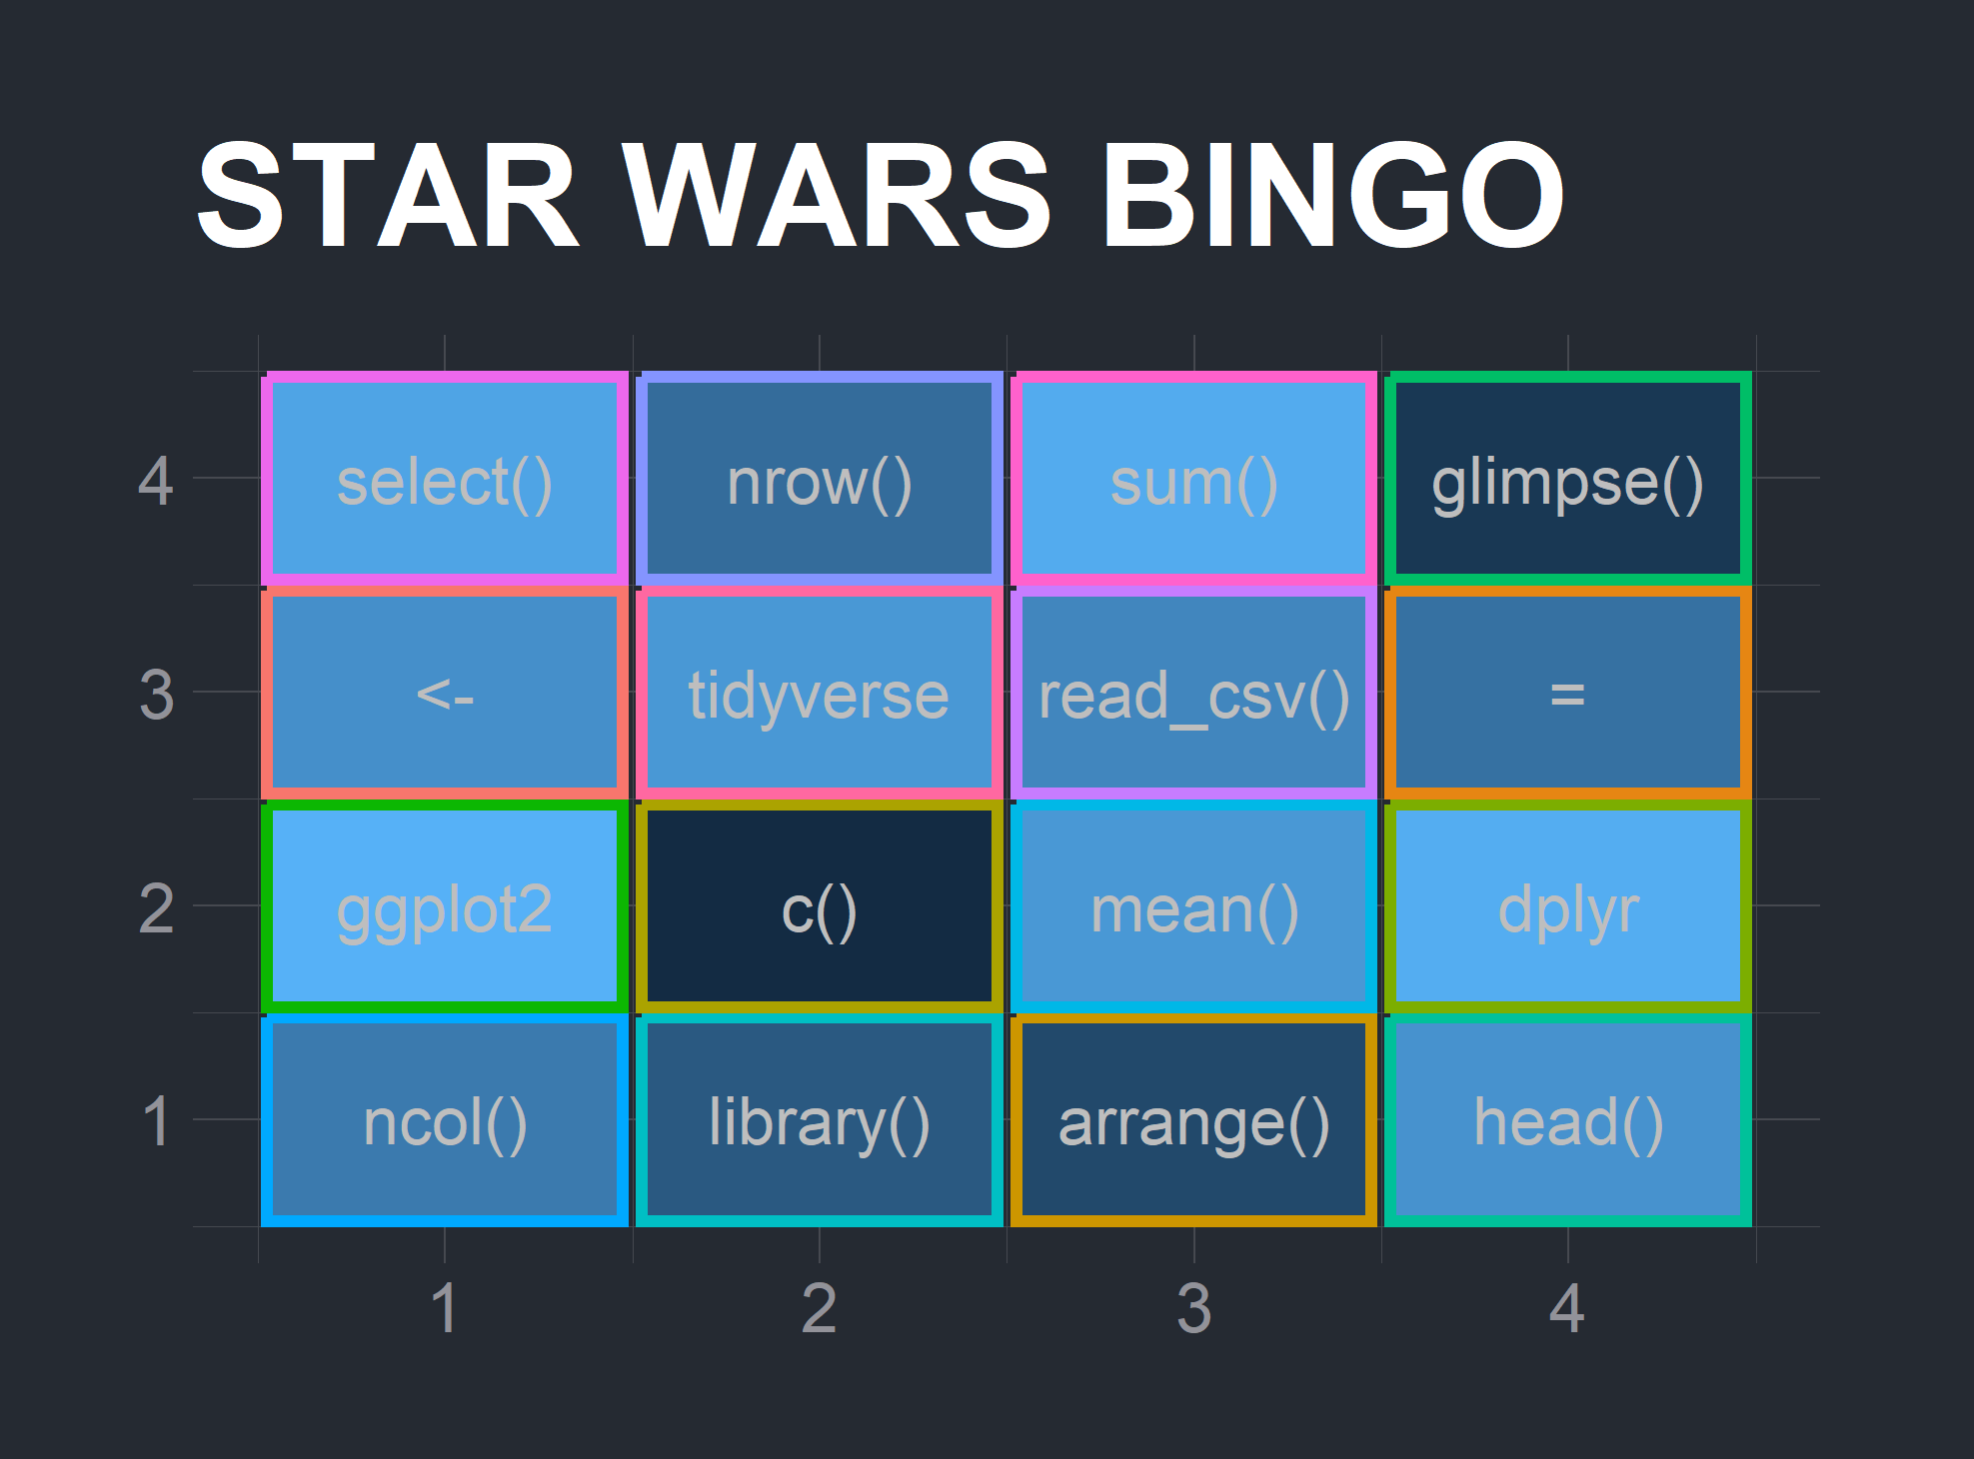 STAR WARS BINGO
4 select() nrow() sum() glimpse()
3 <- tidyverse read_csv() =
2 ggplot2 c() mean() dplyr
1 ncol() library() arrange() head()
1 2 3 4